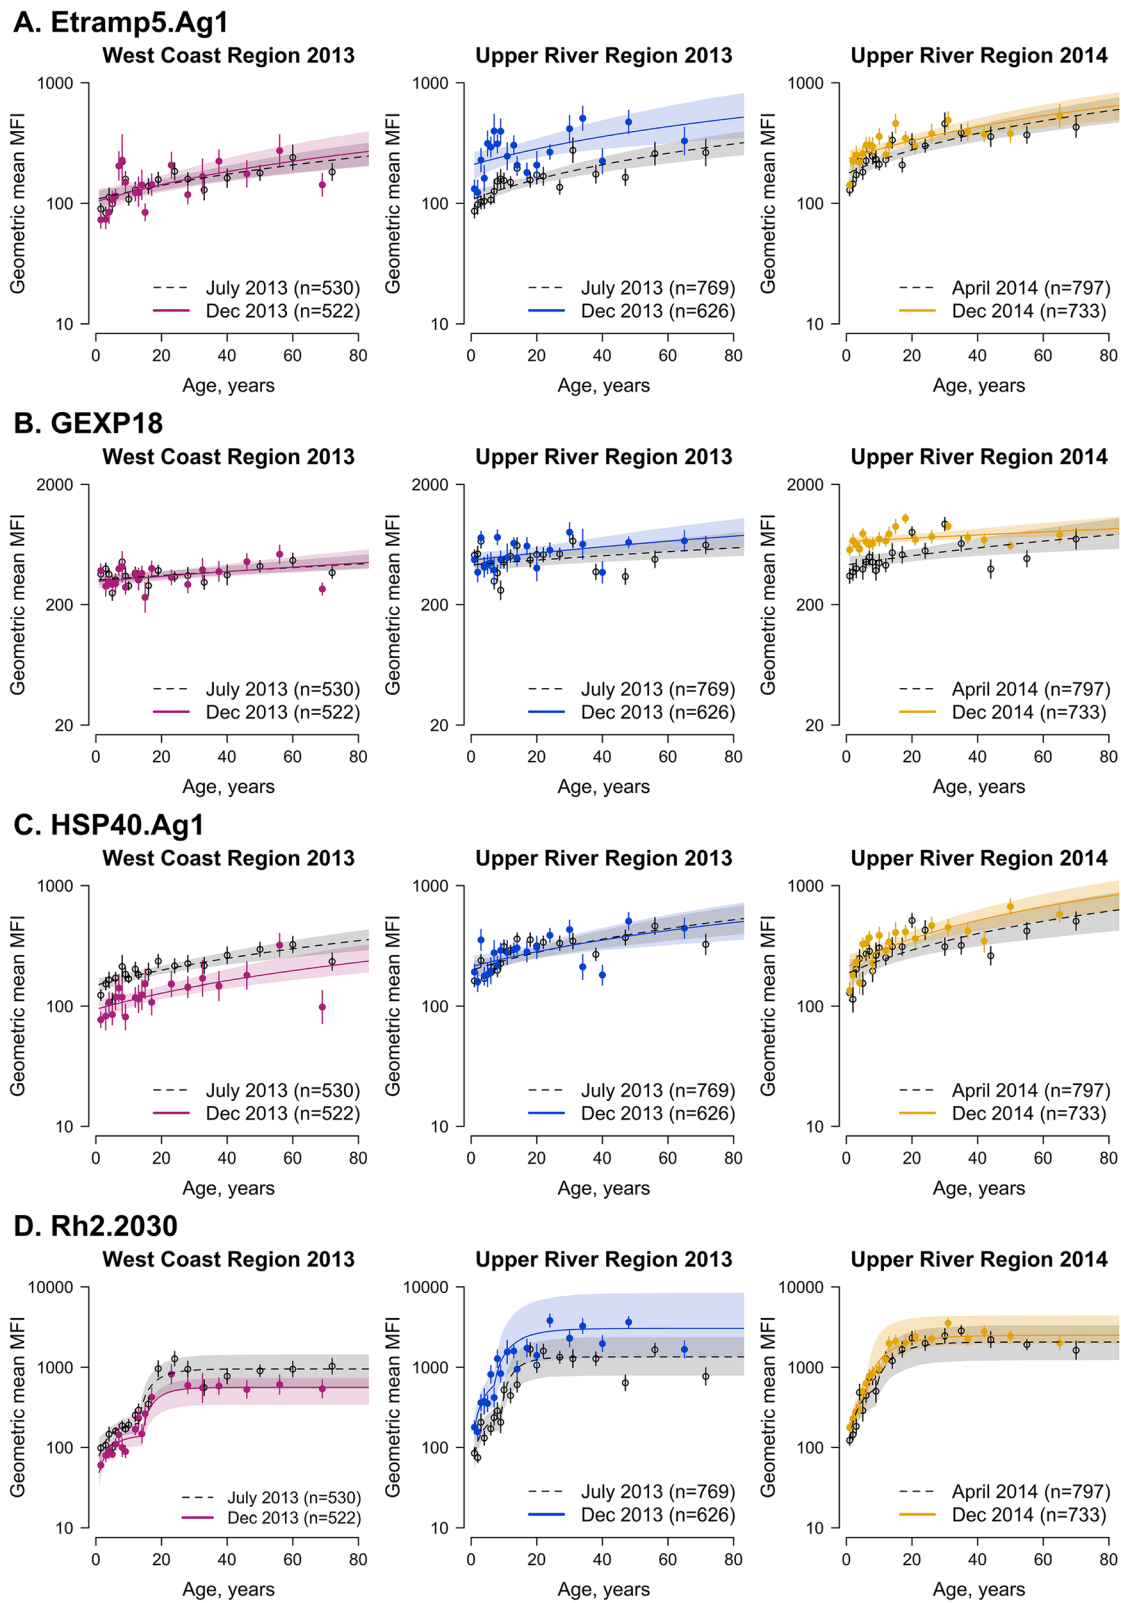 A. Etramp5.Ag1
West Coast Region 2013
Upper River Region 2013
Upper River Region 2014
Geometric mean MFI
1000
100
10
July 2013 (n=530)
Dec 2013 (n=522)
0 20 40 60 80
Age, years
Geometric mean MFI
1000
100
10
July 2013 (n=769)
Dec 2013 (n=626)
0 20 40 60 80
Age, years
Geometric mean MFI
1000
100
10
April 2014 (n=797)
Dec 2014 (n=733)
0 20 40 60 80
Age, years
B. GEXP18
West Coast Region 2013
Upper River Region 2013
Upper River Region 2014
Geometric mean MFI
2000
200
20
July 2013 (n=530)
Dec 2013 (n=522)
0 20 40 60 80
Age, years
Geometric mean MFI
2000
200
20
July 2013 (n=769)
Dec 2013 (n=626)
0 20 40 60 80
Age, years
Geometric mean MFI
2000
200
20
April 2014 (n=797)
Dec 2014 (n=733)
0 20 40 60 80
Age, years
C. HSP40.Ag1
West Coast Region 2013
Upper River Region 2013
Upper River Region 2014
Geometric mean MFI
1000
100
10
July 2013 (n=530)
Dec 2013 (n=522)
0 20 40 60 80
Age, years
Geometric mean MFI
1000
100
10
July 2013 (n=769)
Dec 2013 (n=626)
0 20 40 60 80
Age, years
Geometric mean MFI
1000
100
10
April 2014 (n=797)
Dec 2014 (n=733)
0 20 40 60 80
Age, years
D. Rh2.2030
West Coast Region 2013
Upper River Region 2013
Upper River Region 2014
Geometric mean MFI
10000
1000
100
10
July 2013 (n=530)
Dec 2013 (n=522)
0 20 40 60 80
Age, years
Geometric mean MFI
10000
1000
100
10
July 2013 (n=769)
Dec 2013 (n=626)
0 20 40 60 80
Age, years
Geometric mean MFI
10000
1000
100
10
April 2014 (n=797)
Dec 2014 (n=733)
0 20 40 60 80
Age, years